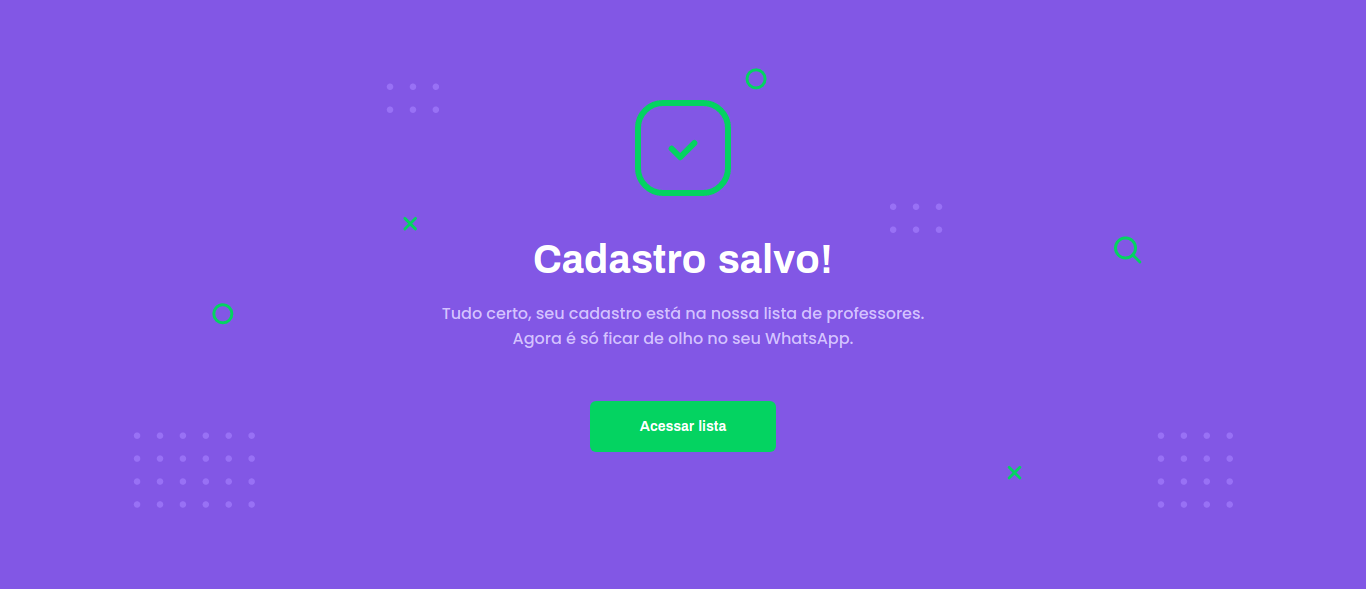 Cadastro salvo!
Tudo certo, seu cadastro está na nossa lista de professores.
Agora é só ficar de olho no seu WhatsApp.
Acessar lista